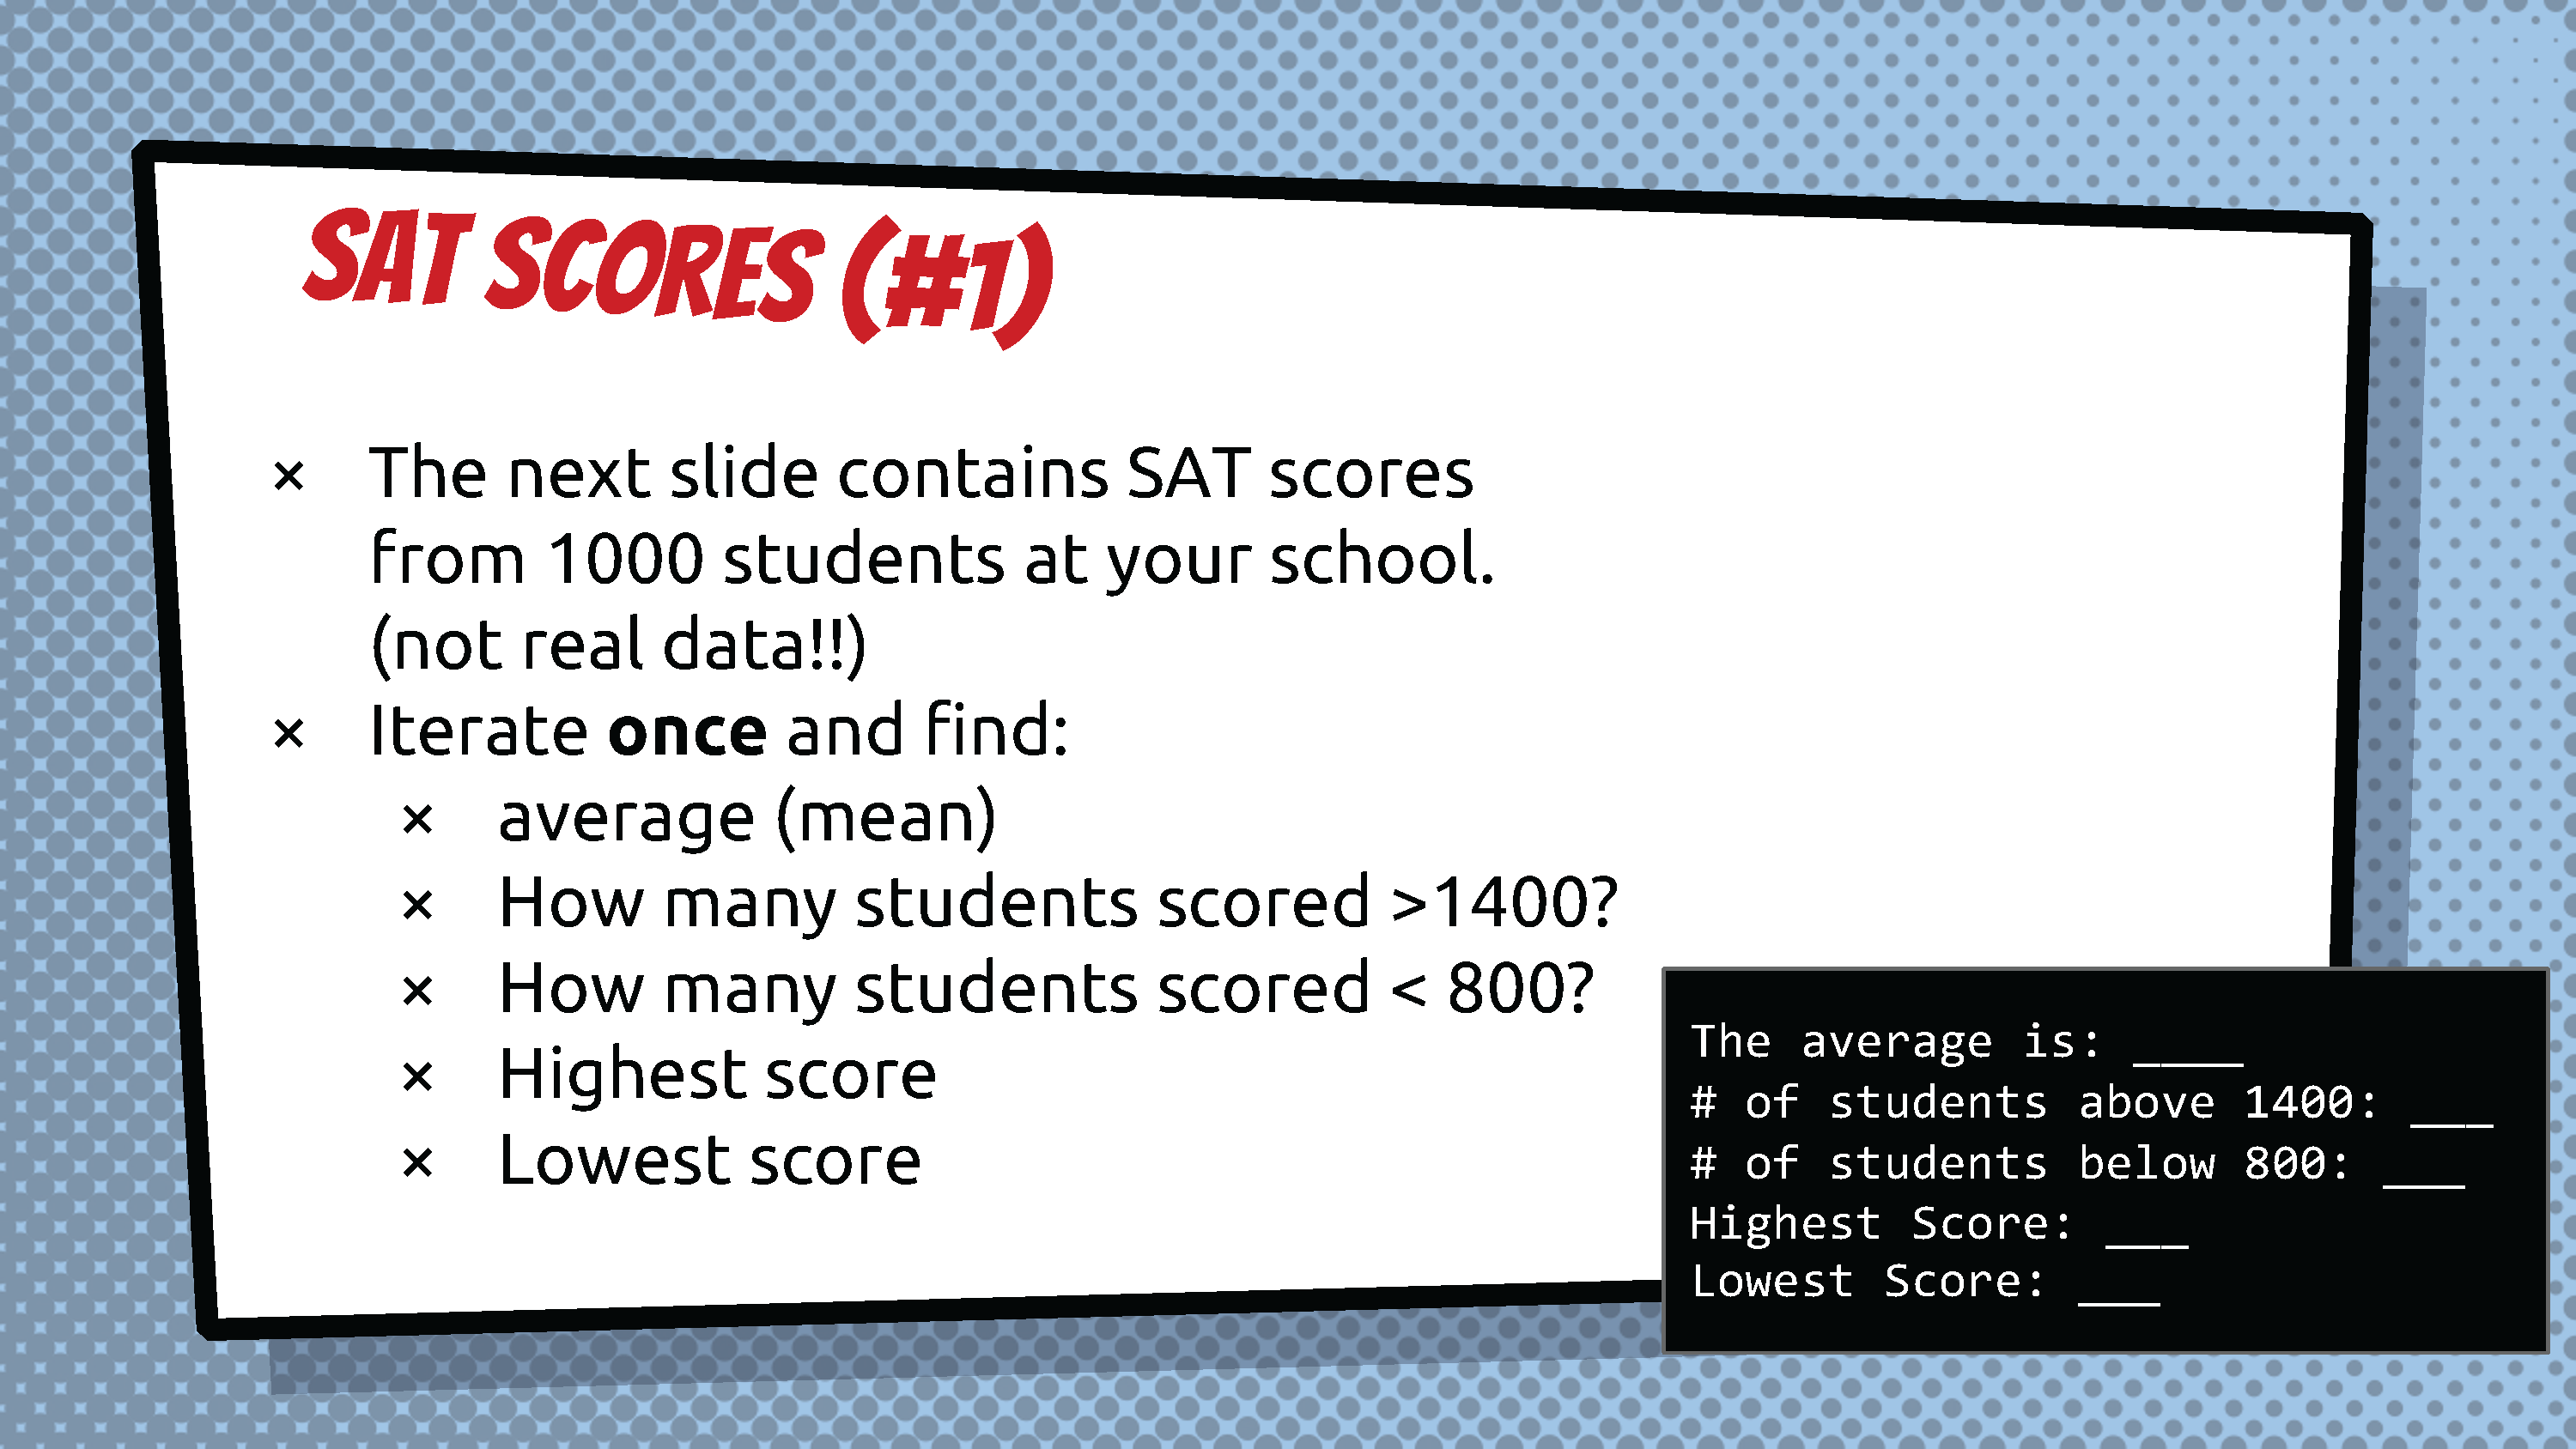 SAT SCORES (#1)
× The next slide contains SAT scores
from 1000 students at your school.
(not real data!!)
× Iterate once and find:
× average (mean)
× How many students scored >1400?
× How many students scored < 800?
× Highest score
× Lowest score
The average is: ____
# of students above 1400: ___
# of students below 800: ___
Highest Score: ___
Lowest Score: ___